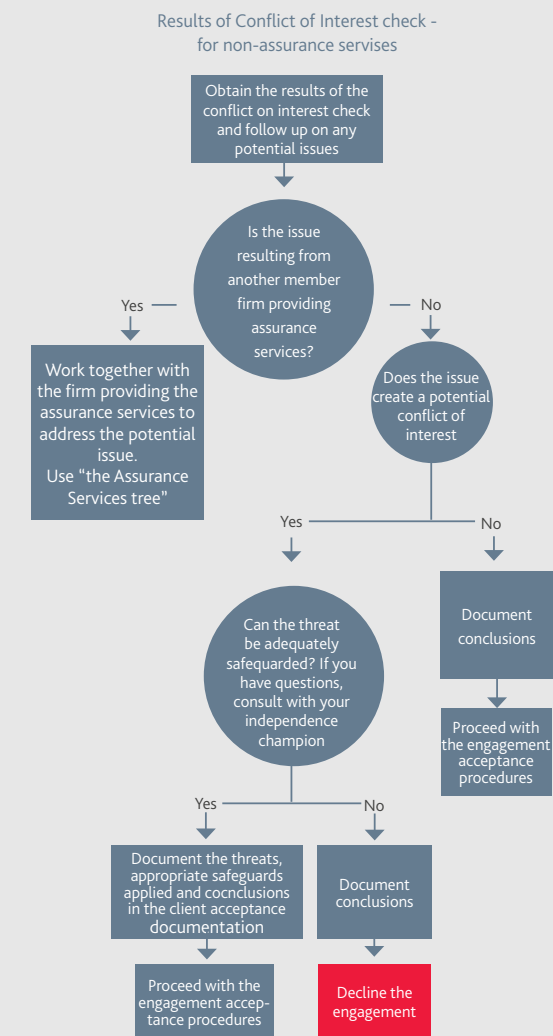 Results of Conflict of Interest check -
for non-assurance servises
Obtain the results of the
conflict on interest check
and follow up on any
potential issues
Is the issue
resulting from
another member
firm providing
assurance
services?
Yes
No
Work together with
the firm providing the
assurance services to
address the potential
issue.
Use “the Assurance
Services tree”
Does the issue
create a potential
conflict of
interest
Yes
No
Can the threat
be adequately
safequarded? If you
have questions,
consult with your
independence
champion
Document
conclusions
Proceed with
the engagement
acceptance
procedures
Yes
No
Document the threats,
appropriate safeguards
applied and cocnclusions
in the client acceptance
documentation
Document
conclusions
Proceed with the
engagement accep-
tance procedures
Decline the
engagement